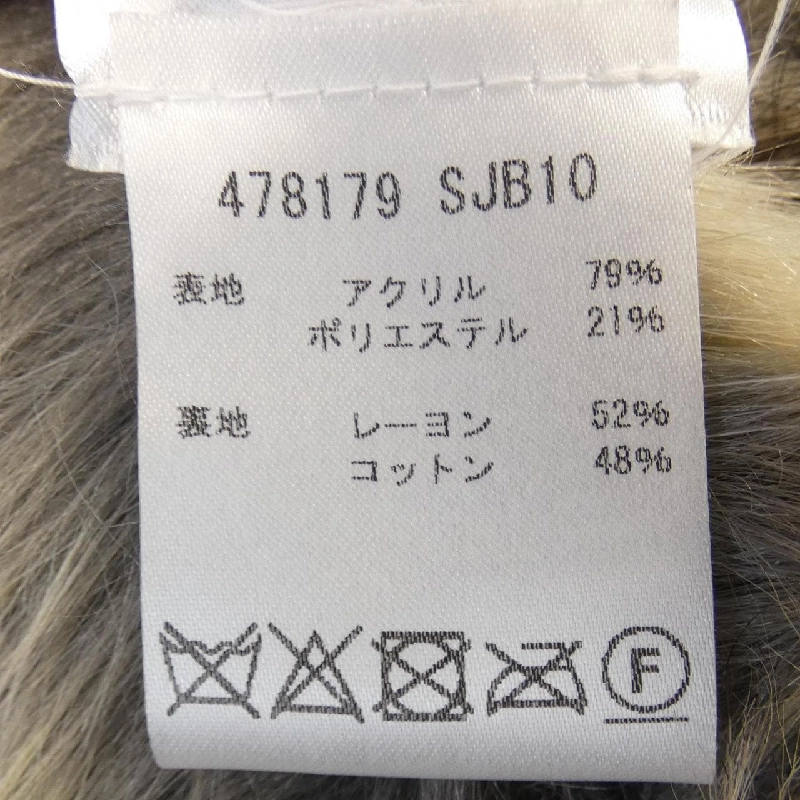 478179 SJB10
表地 アクリル 79%
ポリエステル 21%
裏地 レーヨン 52%
コットン 48%
F